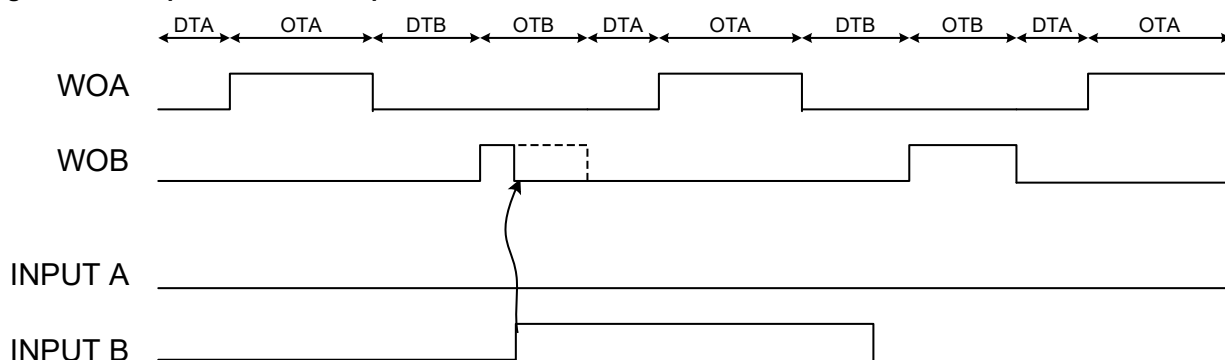 DTA OTA DTB OTB DTA OTA DTB OTB DTA OTA
WOA
WOB
INPUT A
INPUT B